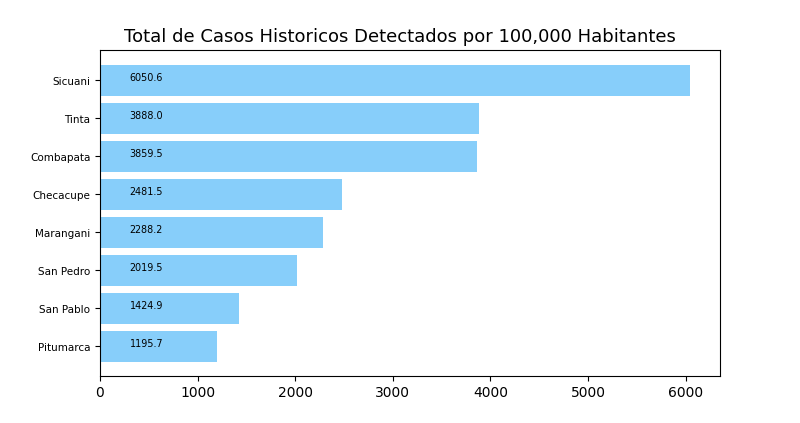 Total de Casos Historicos Detectados por 100,000 Habitantes
Sicuani 6050.6
Tinta 3888.0
Combapata 3859.5
Checacupe 2481.5
Marangani 2288.2
San Pedro 2019.5
San Pablo 1424.9
Pitumarca 1195.7
0 1000 2000 3000 4000 5000 6000